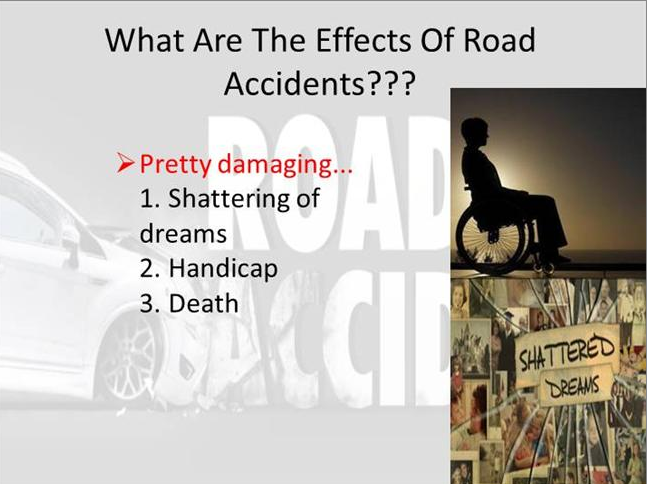 What Are The Effects Of Road
Accidents???
➢Pretty damaging...
1. Shattering of
dreams
2. Handicap
3. Death
ROAD
ACCID
SHATTERED
DREAMS